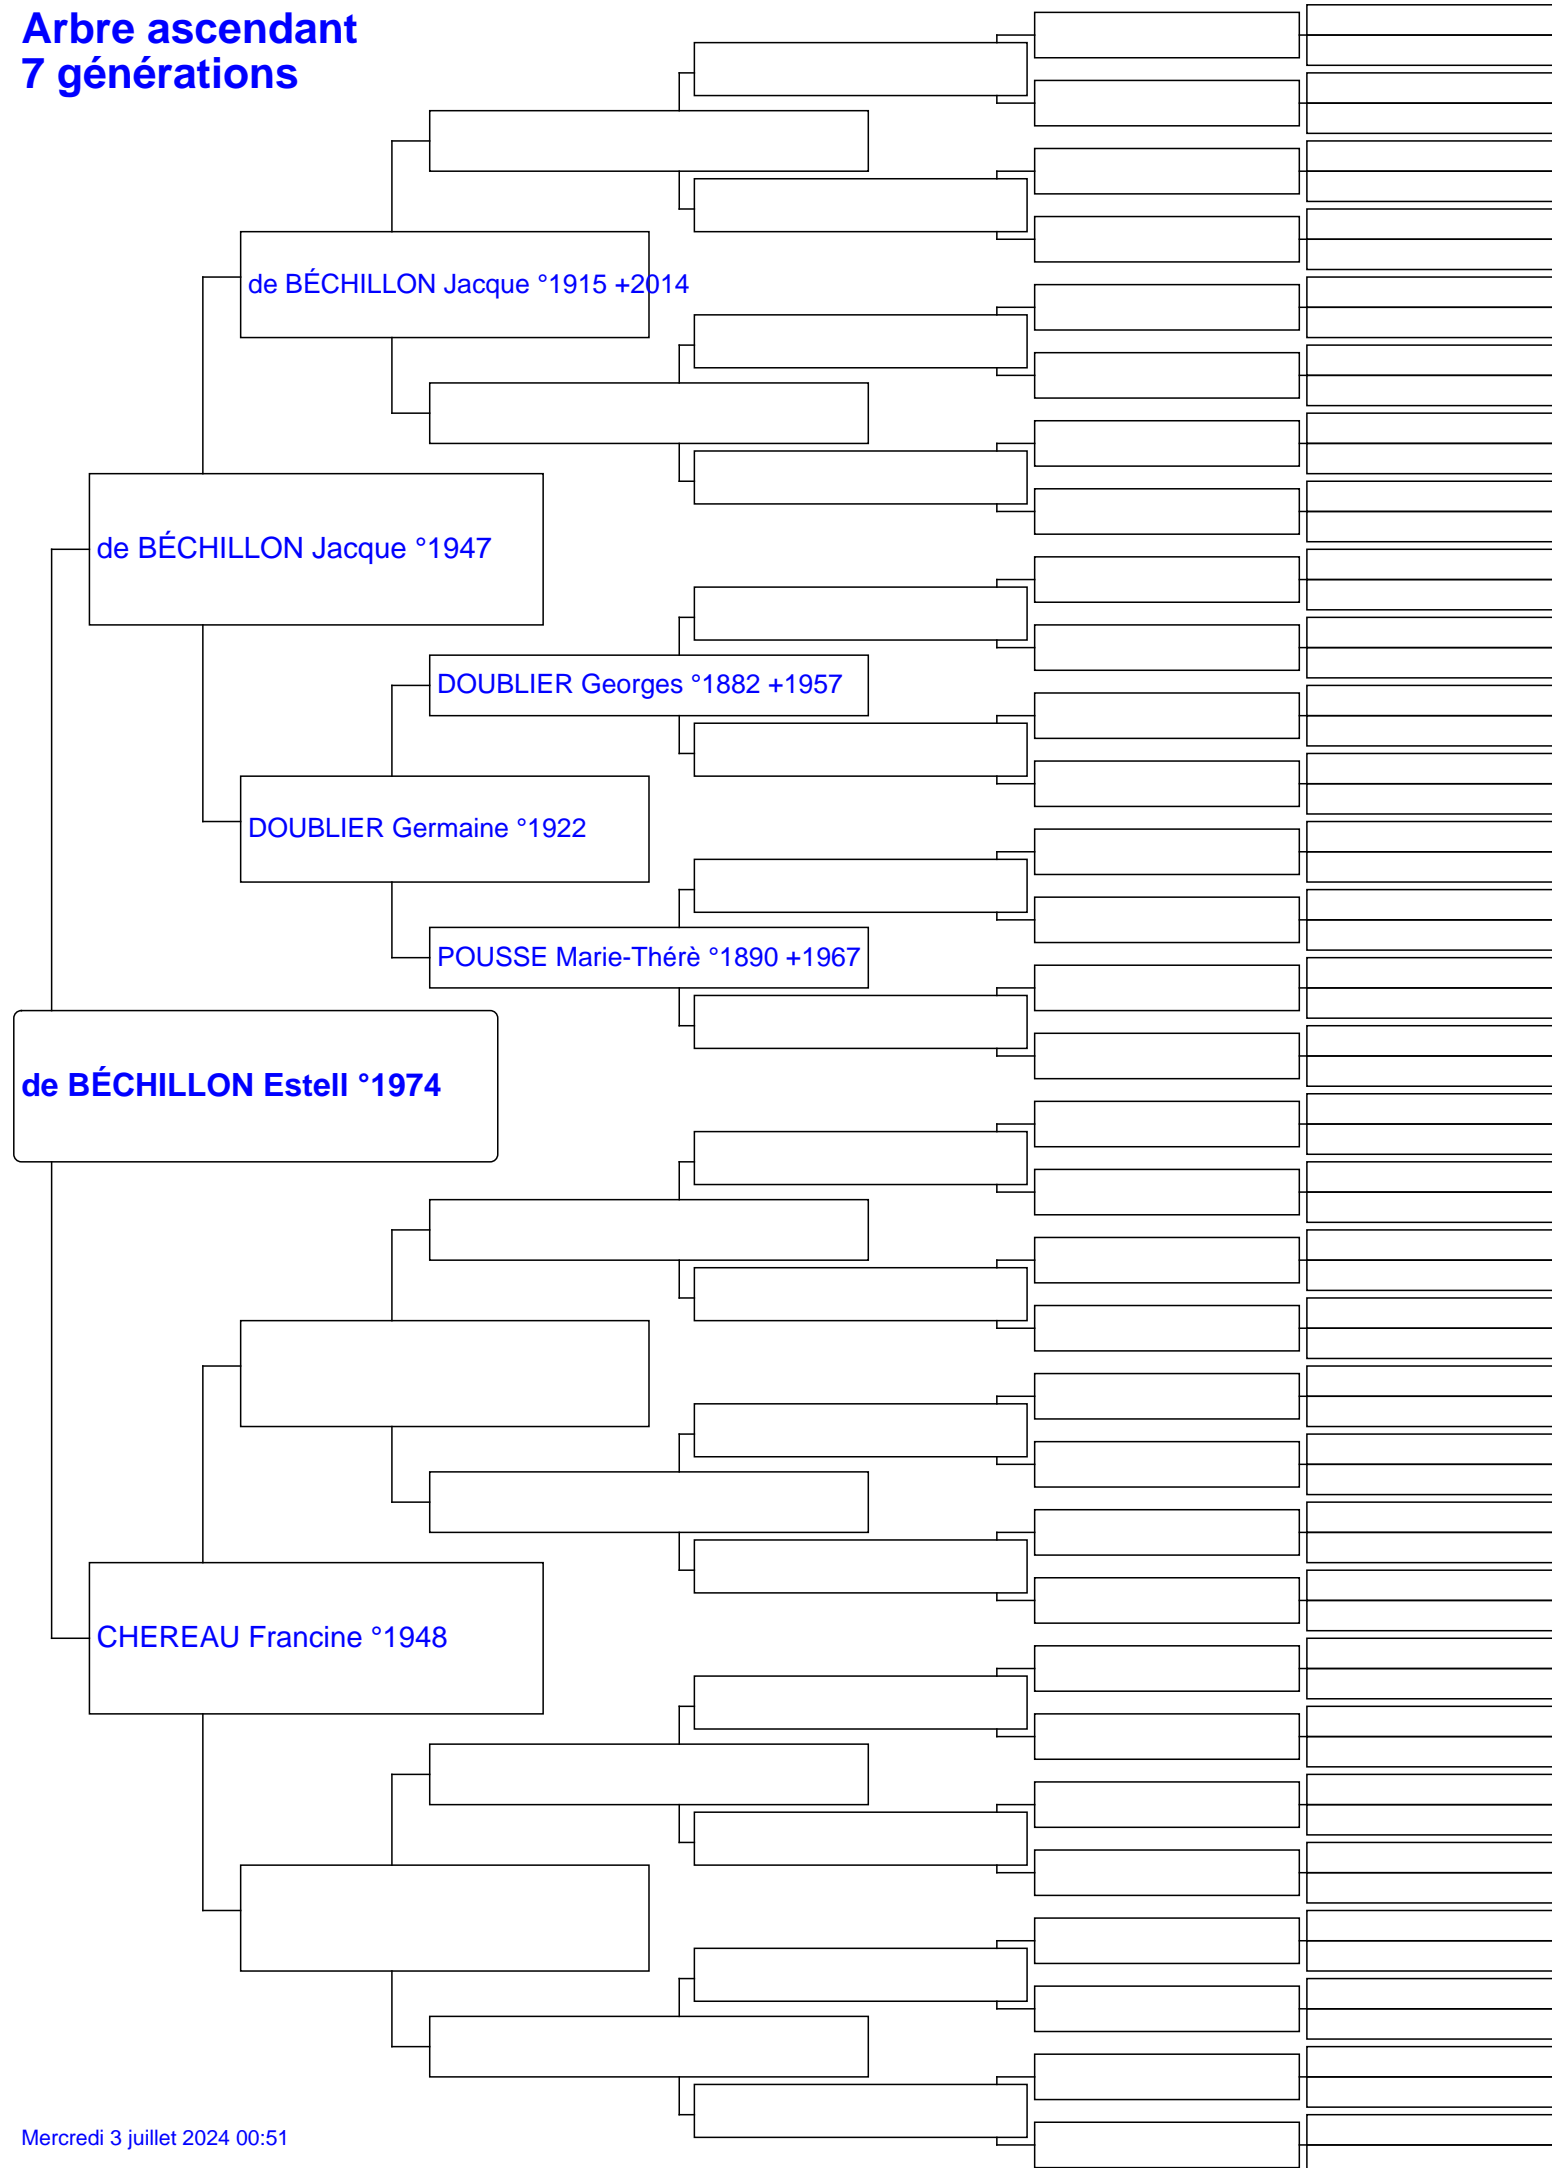 Arbre ascendant
7 générations
de BÉCHILLON Jacque °1915 +2014
de BÉCHILLON Jacque °1947
DOUBLIER Georges °1882 +1957
DOUBLIER Germaine °1922
POUSSE Marie-Thérè °1890 +1967
de BÉCHILLON Estell °1974
CHEREAU Francine °1948
Mercredi 3 juillet 2024 00:51